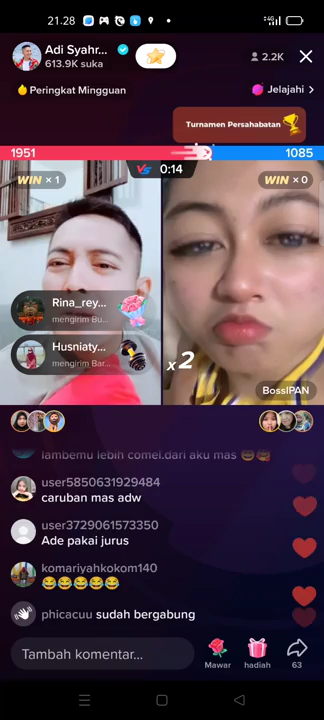 21.28
Adi Syahr...
613.9K suka
2.2K
Peringkat Mingguan
Jelajahi
Turnamen Persahabatan
1951
1085
WIN × 1
VS 0:14
WIN × 0
Rina_rey...
mengirim Bu...
Husniaty...
mengirim Bar...
x2
BosslPAN
lambemu lebih comel.dari aku mas 😄🥰
user5850631929484
caruban mas adw
user3729061573350
Ade pakai jurus
komariyahkokom140
😂😂😂😂😂
phicacuu sudah bergabung
Tambah komentar...
Mawar
hadiah
63